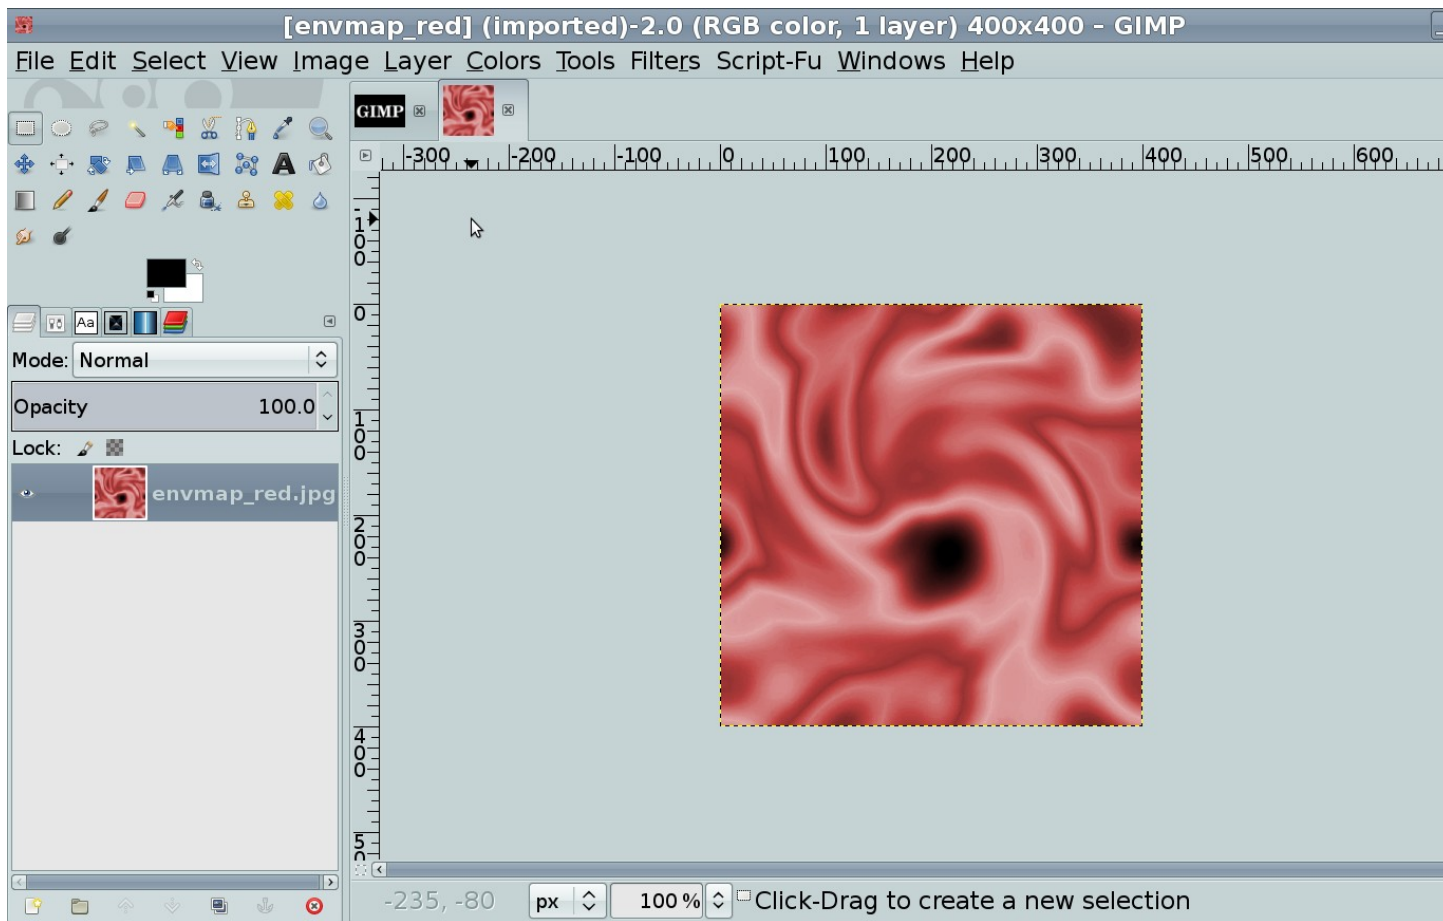 [envmap_red] (imported)-2.0 (RGB color, 1 layer) 400x400 – GIMP
File Edit Select View Image Layer Colors Tools Filters Script-Fu Windows Help
GIMP
-300 -200 -100 0 100 200 300 400 500 600
-100
0
100
200
300
400
50
Aa
Mode: Normal
Opacity 100.0
Lock:
envmap_red.jpg
-235, -80 px 100 % Click-Drag to create a new selection